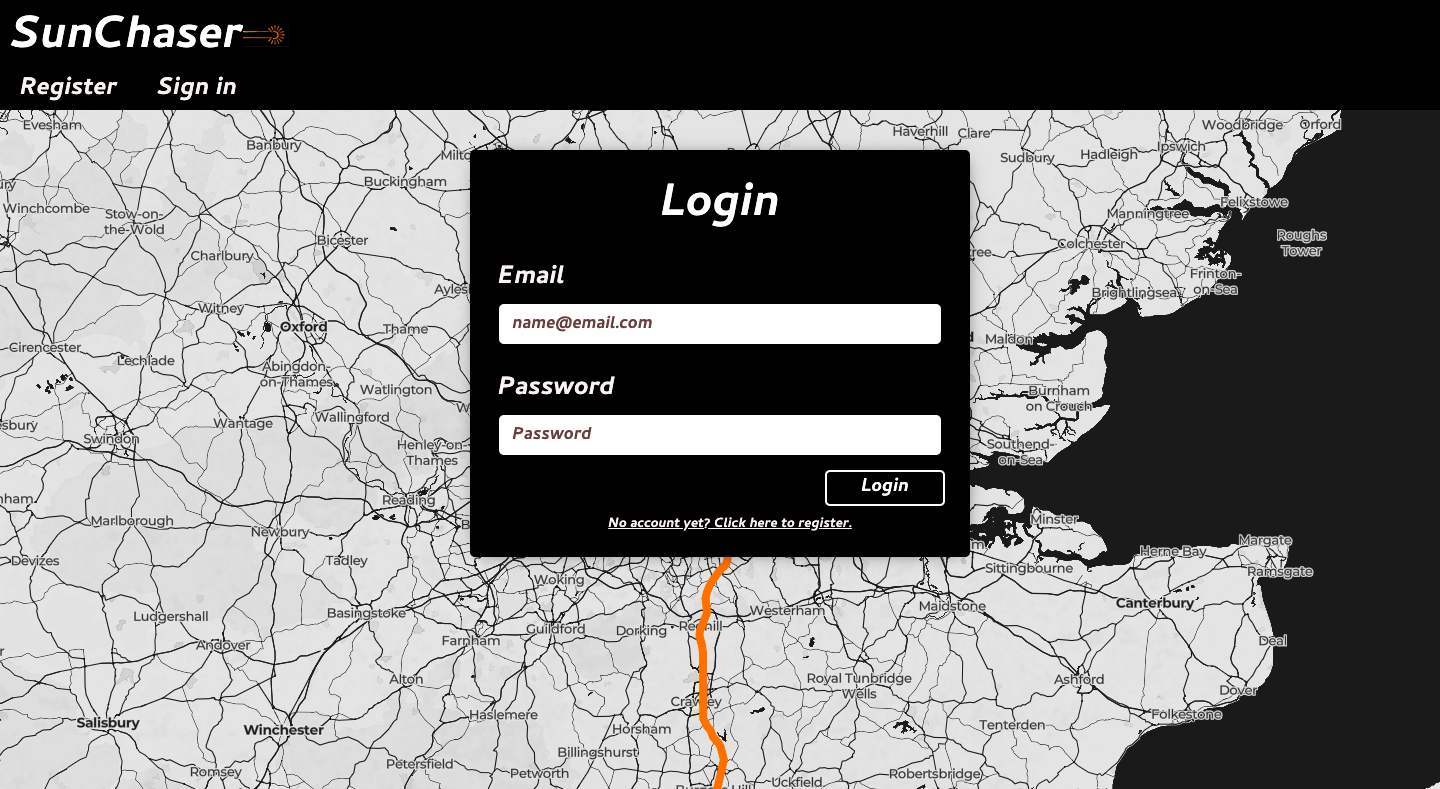 SunChaser
Register Sign in
Login
Email
name@email.com
Password
Password
Login
No account yet? Click here to register.
Evesham
Banbury
Haverhill
Clare
Woodbridge
Orford
Sudbury
Hadleigh
Ipswich
Buckingham
Winchcombe
Stow-on-
the-Wold
Felixstowe
Manningtree
Bicester
Charlbury
Colchester
Roughs
Tower
Frinton-
on-Sea
Brightlingsea
Witney
Oxford
Thame
Maldon
Cirencester
Lechlade
Abingdon-
on-Thames
Watlington
Burnham
on Crouch
Wantage
Wallingford
Swindon
Henley-on-
Thames
Southend-
on-Sea
Reading
Marlborough
Newbury
Minster
Devizes
Tadley
Herne Bay
Margate
Sittingbourne
Ramsgate
Woking
Basingstoke
Westerham
Maidstone
Canterbury
Ludgershall
Guildford
Dorking
Redhill
Andover
Farnham
Deal
Alton
Crawley
Royal Tunbridge
Wells
Ashford
Dover
Salisbury
Winchester
Haslemere
Horsham
Tenterden
Folkestone
Billingshurst
Romsey
Petersfield
Petworth
Uckfield
Robertsbridge
Burgess Hill